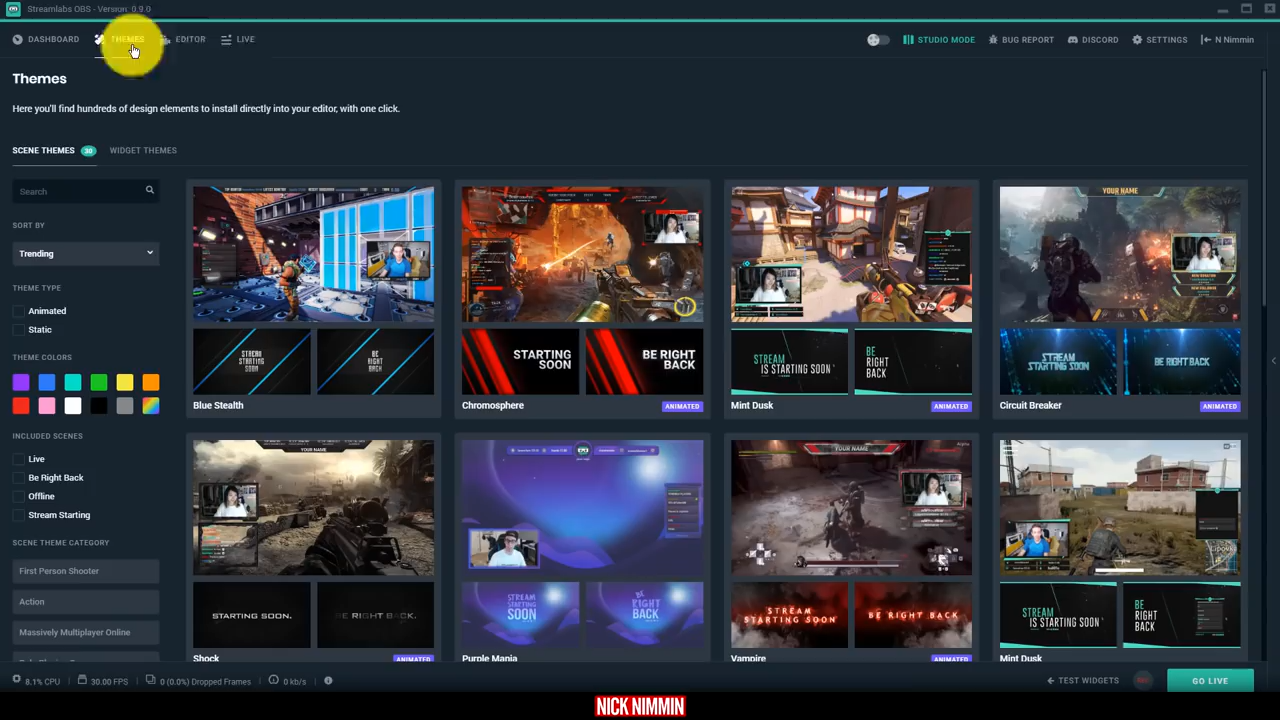 Streamlabs OBS - Version: 0.9.0
DASHBOARD
THEMES
EDITOR
LIVE
STUDIO MODE
BUG REPORT
DISCORD
SETTINGS
N Nimmin
Themes
Here you'll find hundreds of design elements to install directly into your editor, with one click.
SCENE THEMES 30
WIDGET THEMES
Search
SORT BY
Trending
THEME TYPE
Animated
Static
THEME COLORS
INCLUDED SCENES
Live
Be Right Back
Offline
Stream Starting
SCENE THEME CATEGORY
First Person Shooter
Action
Massively Multiplayer Online
STREAM
STARTING
SOON
BE
RIGHT
BACK
Blue Stealth
STARTING
SOON
BE RIGHT
BACK
Chromosphere
ANIMATED
STREAM
IS STARTING SOON
BE
RIGHT
BACK
Mint Dusk
ANIMATED
YOUR NAME
STREAM
STARTING SOON
BE RIGHT BACK
Circuit Breaker
ANIMATED
YOUR NAME
STARTING SOON.
BE RIGHT BACK.
Shock
ANIMATED
STREAM
STARTING
SOON
BE
RIGHT
BACK
Purple Mania
YOUR NAME
STREAM
STARTING SOON
BE RIGHT BACK
Vampire
ANIMATED
STREAM
IS STARTING SOON
BE
RIGHT
BACK
Mint Dusk
8.1% CPU
30.00 FPS
0 (0.0%) Dropped Frames
0 kb/s
TEST WIDGETS
REC
GO LIVE
NICK NIMMIN